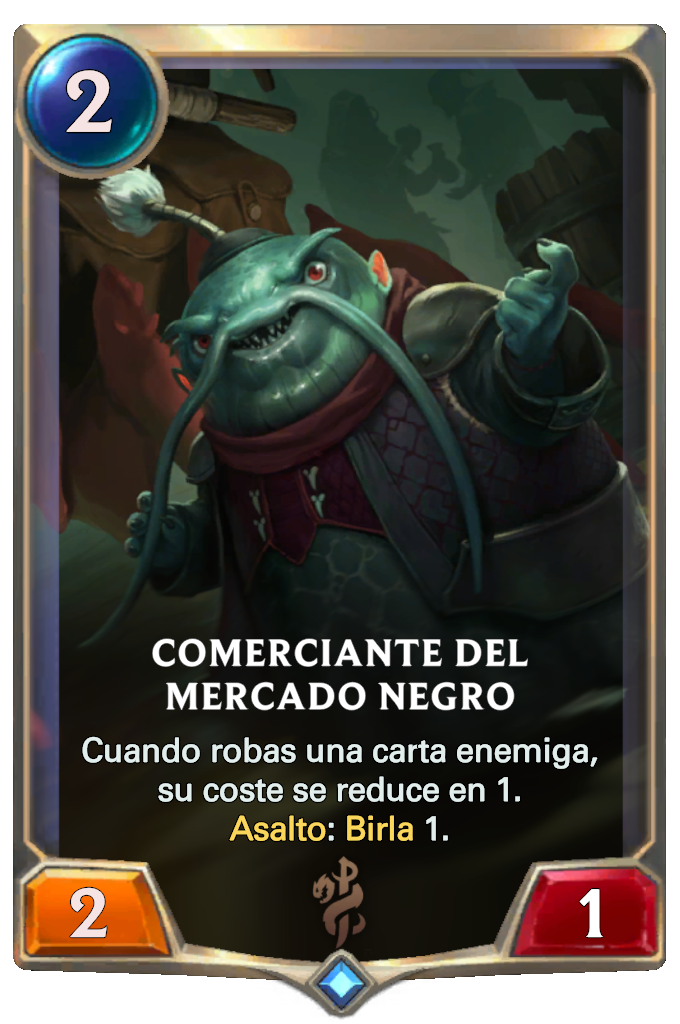 2
COMERCIANTE DEL
MERCADO NEGRO
Cuando robas una carta enemiga,
su coste se reduce en 1.
Asalto: Birla 1.
2
1